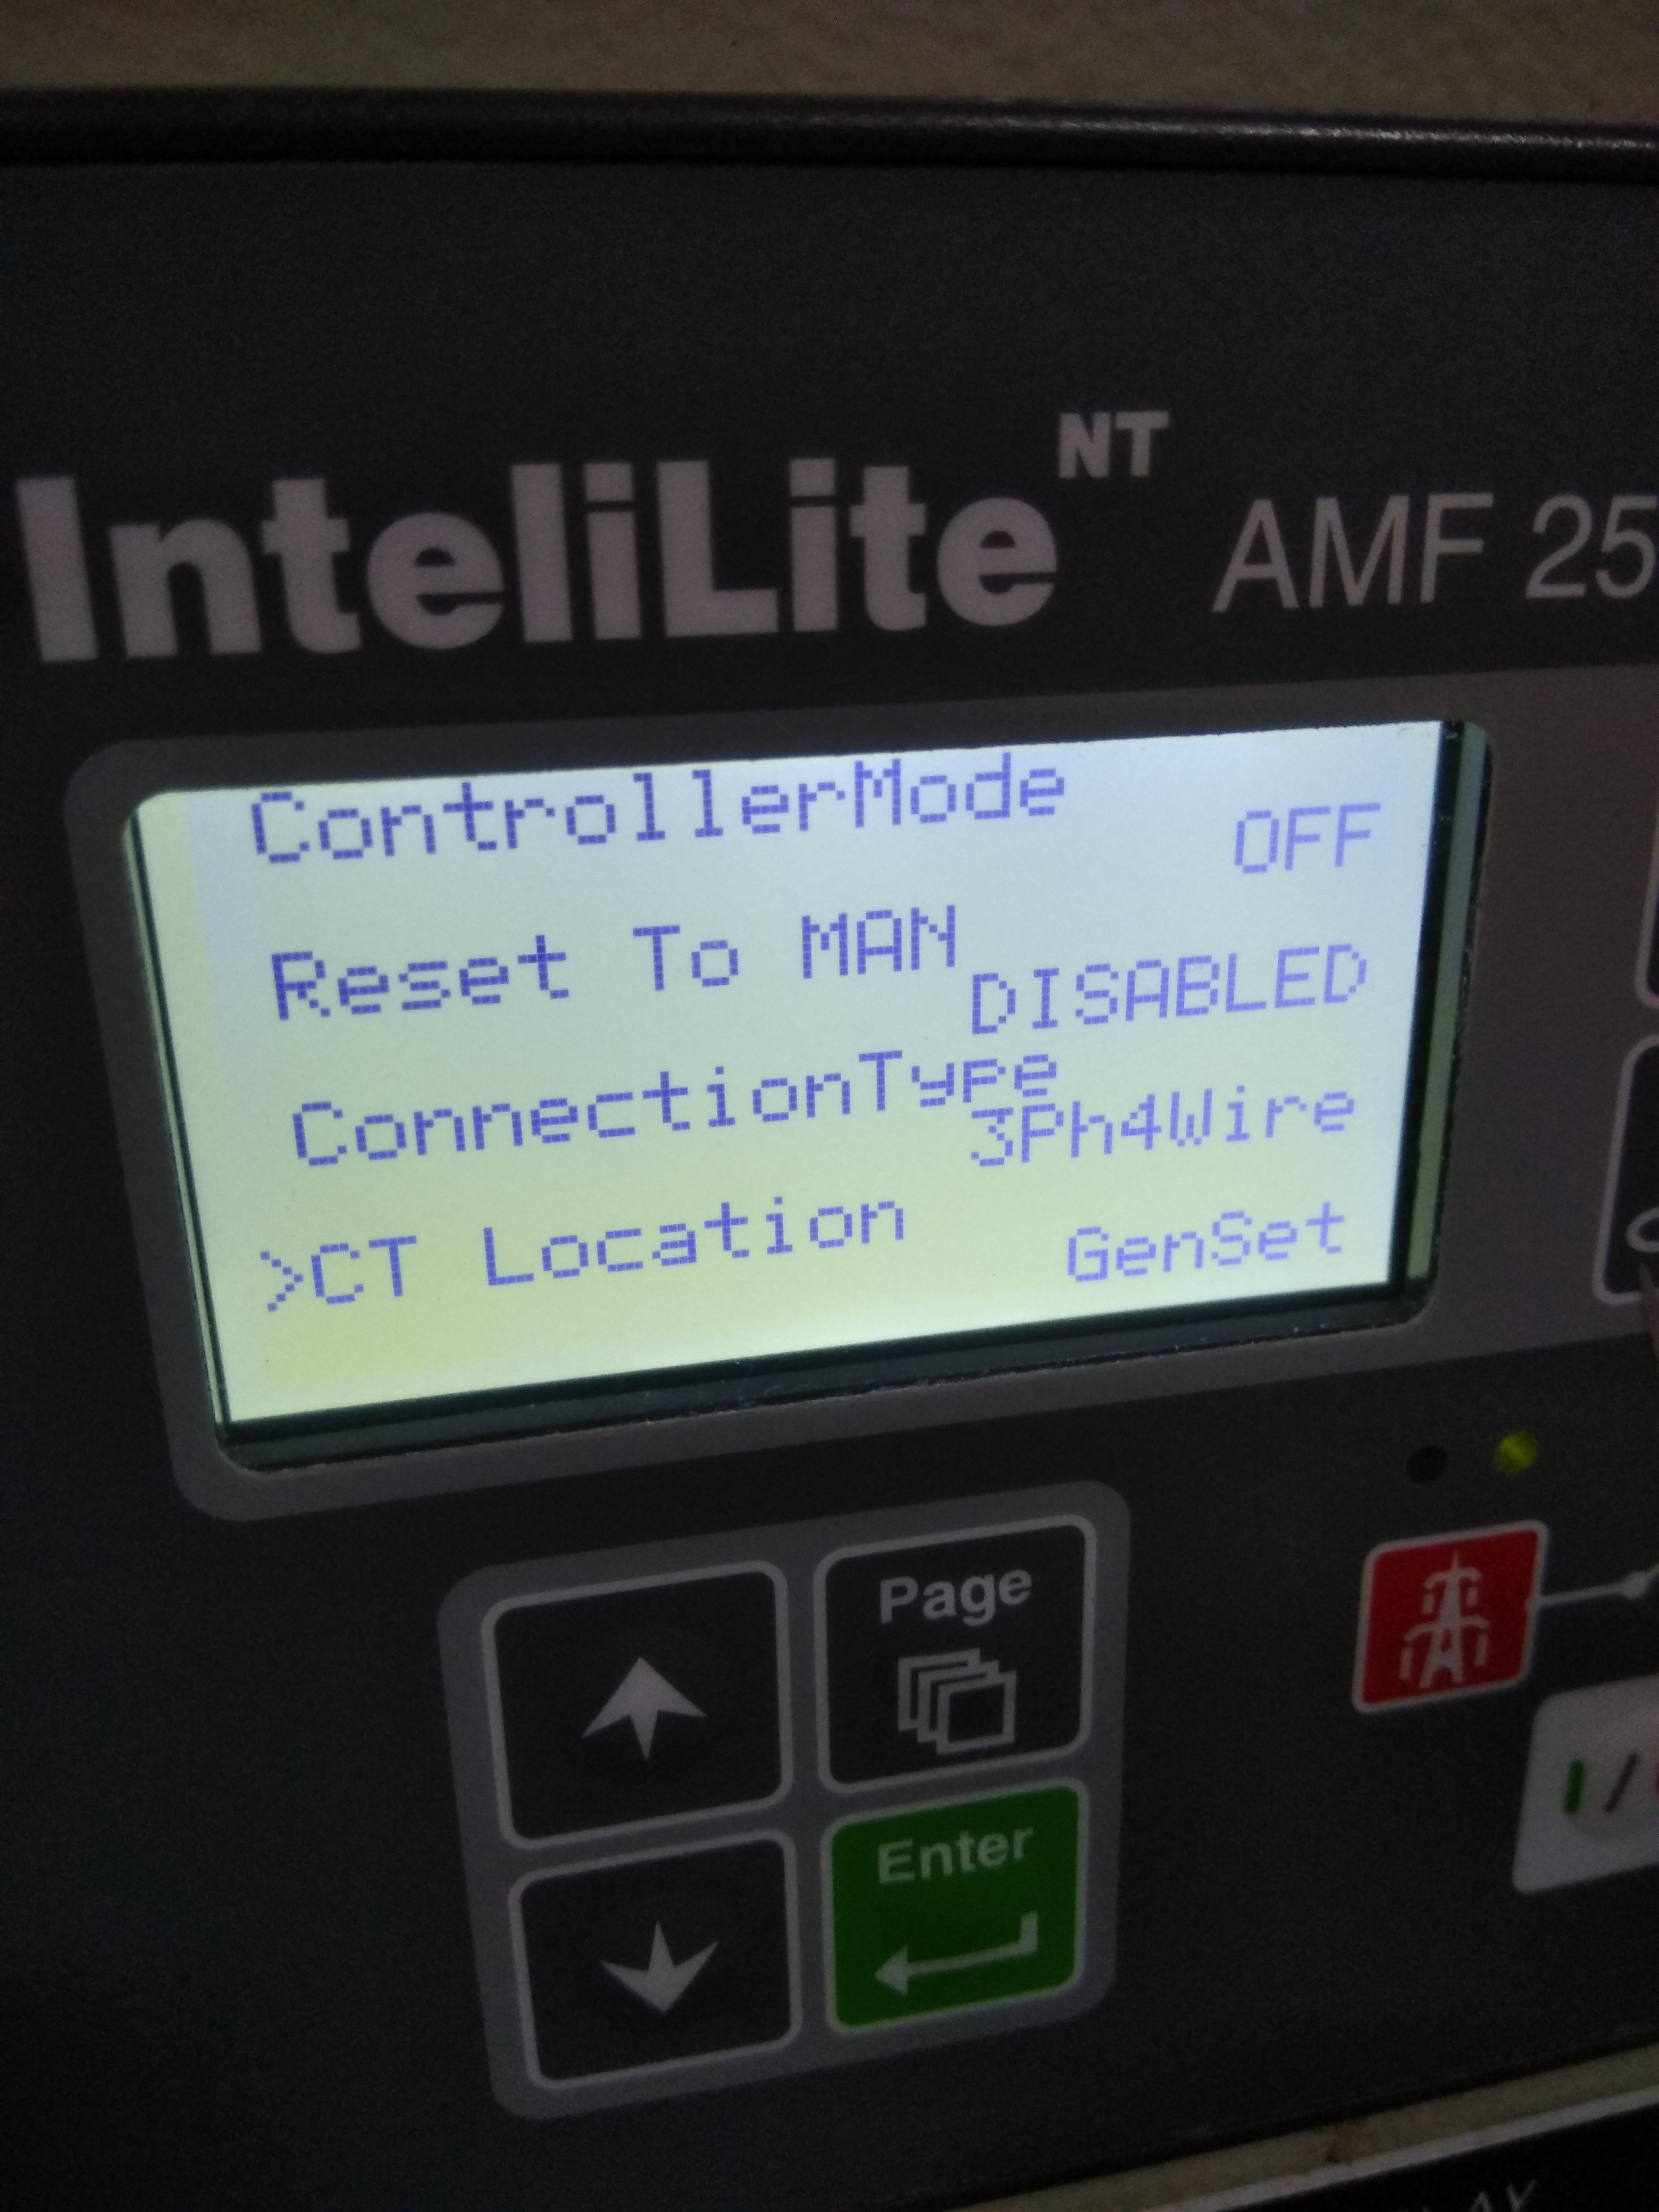 InteliLite NT AMF 25
ControllerMode
OFF
Reset To MAN
DISABLED
ConnectionType
3Ph4Wire
>CT Location
GenSet
Page
Enter
I/